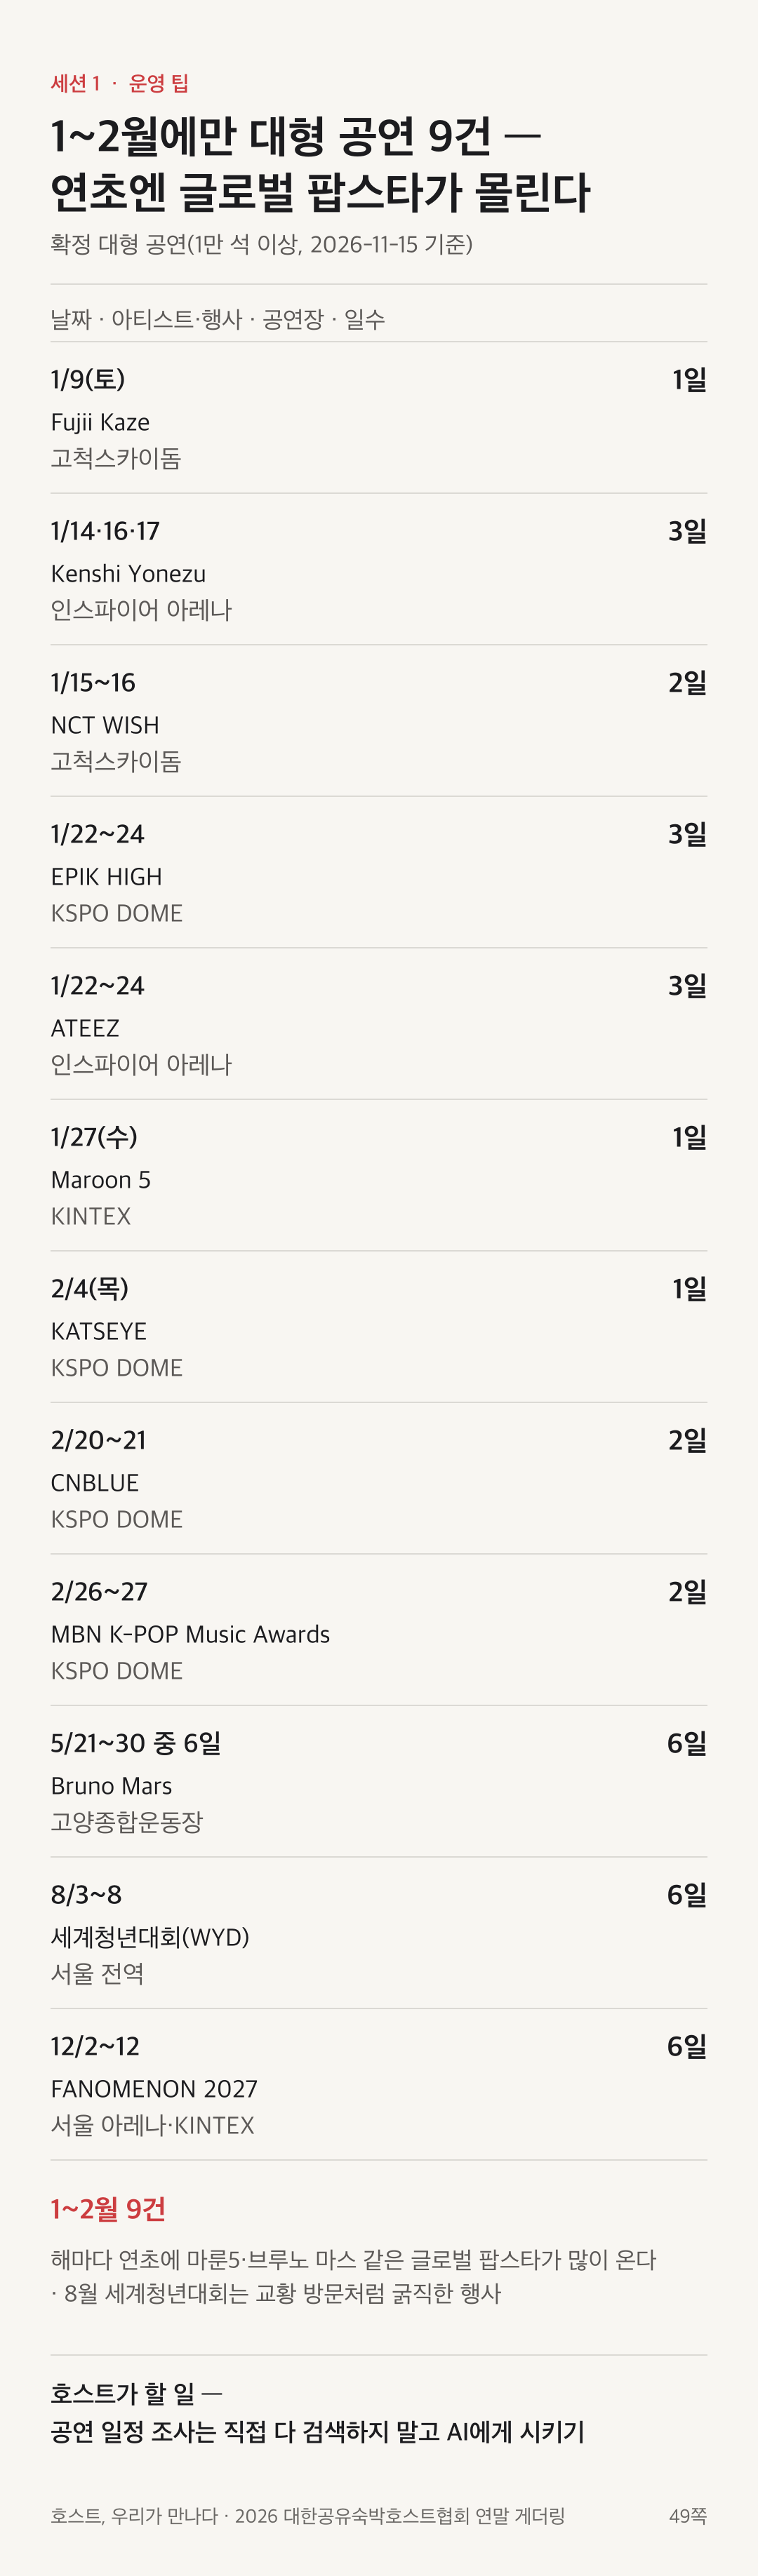 세션 1 · 운영 팁
1~2월에만 대형 공연 9건 —
연초엔 글로벌 팝스타가 몰린다
확정 대형 공연(1만 석 이상, 2026-11-15 기준)
날짜 · 아티스트·행사 · 공연장 · 일수
1/9(토) 1일
Fujii Kaze
고척스카이돔
1/14·16·17 3일
Kenshi Yonezu
인스파이어 아레나
1/15~16 2일
NCT WISH
고척스카이돔
1/22~24 3일
EPIK HIGH
KSPO DOME
1/22~24 3일
ATEEZ
인스파이어 아레나
1/27(수) 1일
Maroon 5
KINTEX
2/4(목) 1일
KATSEYE
KSPO DOME
2/20~21 2일
CNBLUE
KSPO DOME
2/26~27 2일
MBN K-POP Music Awards
KSPO DOME
5/21~30 중 6일 6일
Bruno Mars
고양종합운동장
8/3~8 6일
세계청년대회(WYD)
서울 전역
12/2~12 6일
FANOMENON 2027
서울 아레나·KINTEX
1~2월 9건
해마다 연초에 마룬5·브루노 마스 같은 글로벌 팝스타가 많이 온다
· 8월 세계청년대회는 교황 방문처럼 굵직한 행사
호스트가 할 일 —
공연 일정 조사는 직접 다 검색하지 말고 AI에게 시키기
호스트, 우리가 만나다 · 2026 대한공유숙박호스트협회 연말 게더링 49쪽